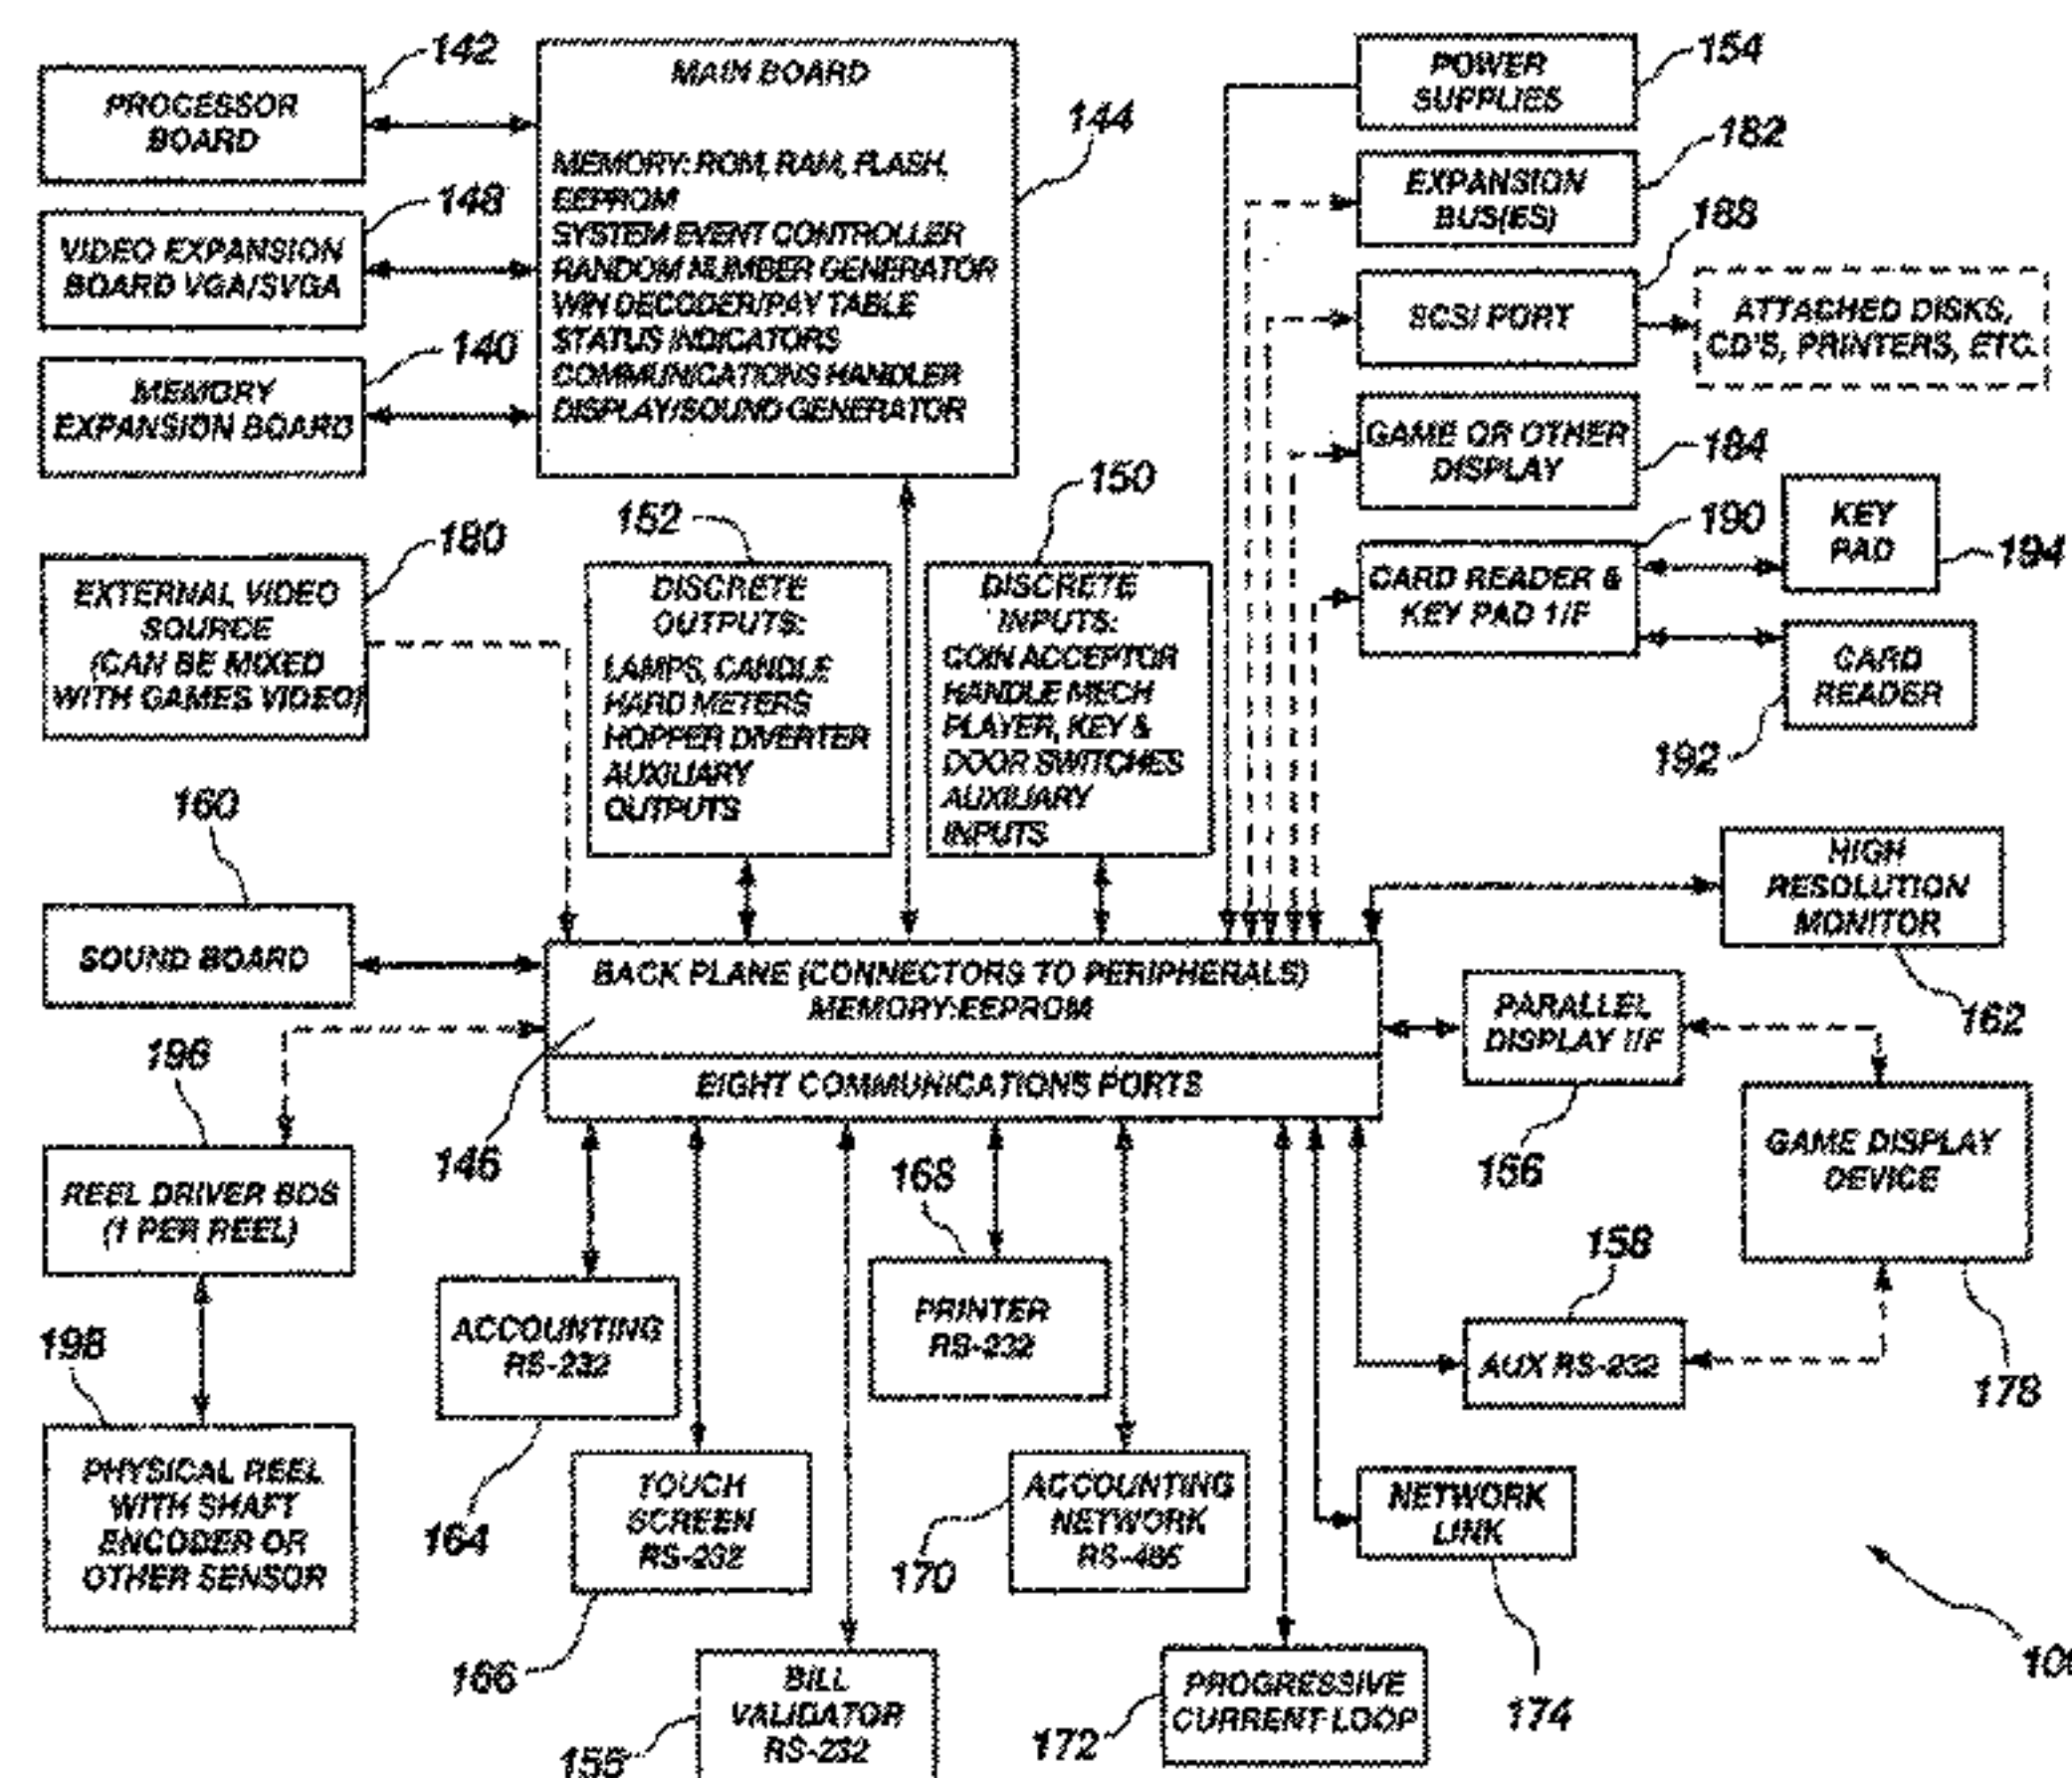 142
PROCESSOR
BOARD
148
VIDEO EXPANSION
BOARD VGA/SVGA
140
MEMORY
EXPANSION BOARD
MAIN BOARD
MEMORY: ROM, RAM, FLASH,
EEPROM
SYSTEM EVENT CONTROLLER
RANDOM NUMBER GENERATOR
WIN DECODER/PAY TABLE
STATUS INDICATORS
COMMUNICATIONS HANDLER
DISPLAY/SOUND GENERATOR
144
POWER
SUPPLIES
154
EXPANSION
BUS(ES)
182
SCSI PORT
188
ATTACHED DISKS,
CD'S, PRINTERS, ETC.
GAME OR OTHER
DISPLAY
184
CARD READER &
KEY PAD 1/F
190
KEY
PAD
194
CARD
READER
192
180
EXTERNAL VIDEO
SOURCE
(CAN BE MIXED
WITH GAMES VIDEO)
152
DISCRETE
OUTPUTS:
LAMPS, CANDLE
HARD METERS
HOPPER DIVERTER
AUXILIARY
OUTPUTS
150
DISCRETE
INPUTS:
COIN ACCEPTOR
HANDLE MECH
PLAYER, KEY &
DOOR SWITCHES
AUXILIARY
INPUTS
160
SOUND BOARD
HIGH
RESOLUTION
MONITOR
162
BACK PLANE (CONNECTORS TO PERIPHERALS)
MEMORY:EEPROM
EIGHT COMMUNICATIONS PORTS
146
PARALLEL
DISPLAY I/F
156
GAME DISPLAY
DEVICE
178
196
REEL DRIVER BDS
(1 PER REEL)
198
PHYSICAL REEL
WITH SHAFT
ENCODER OR
OTHER SENSOR
ACCOUNTING
RS-232
164
168
PRINTER
RS-232
158
AUX RS-232
TOUCH
SCREEN
RS-232
166
ACCOUNTING
NETWORK
RS-485
170
NETWORK
LINK
174
BILL
VALIDATOR
RS-232
155
PROGRESSIVE
CURRENT LOOP
172